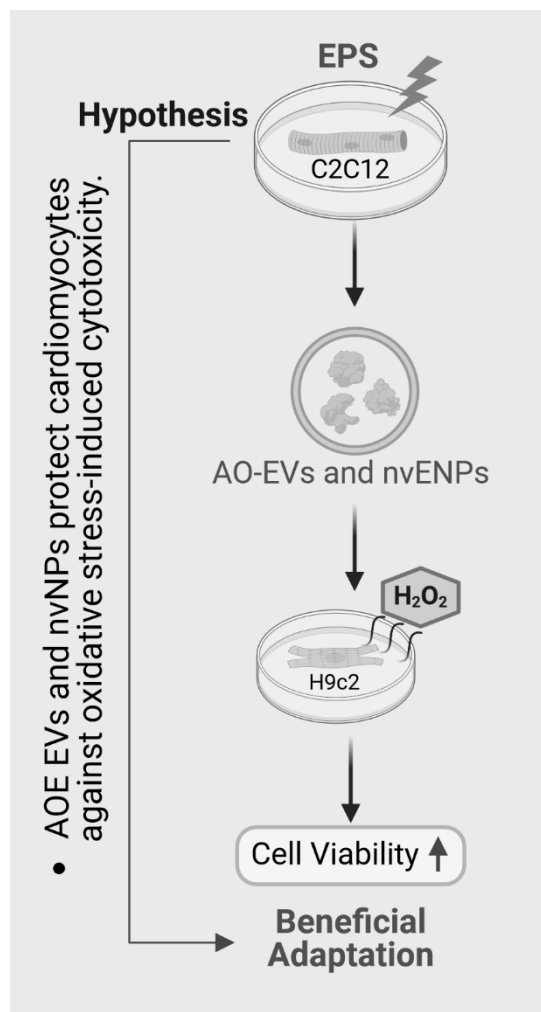 EPS
Hypothesis
C2C12
• AOE EVs and nvNPs protect cardiomyocytes
against oxidative stress-induced cytotoxicity.
AO-EVs and nvENPs
H₂O₂
H9c2
Cell Viability ↑
Beneficial
Adaptation